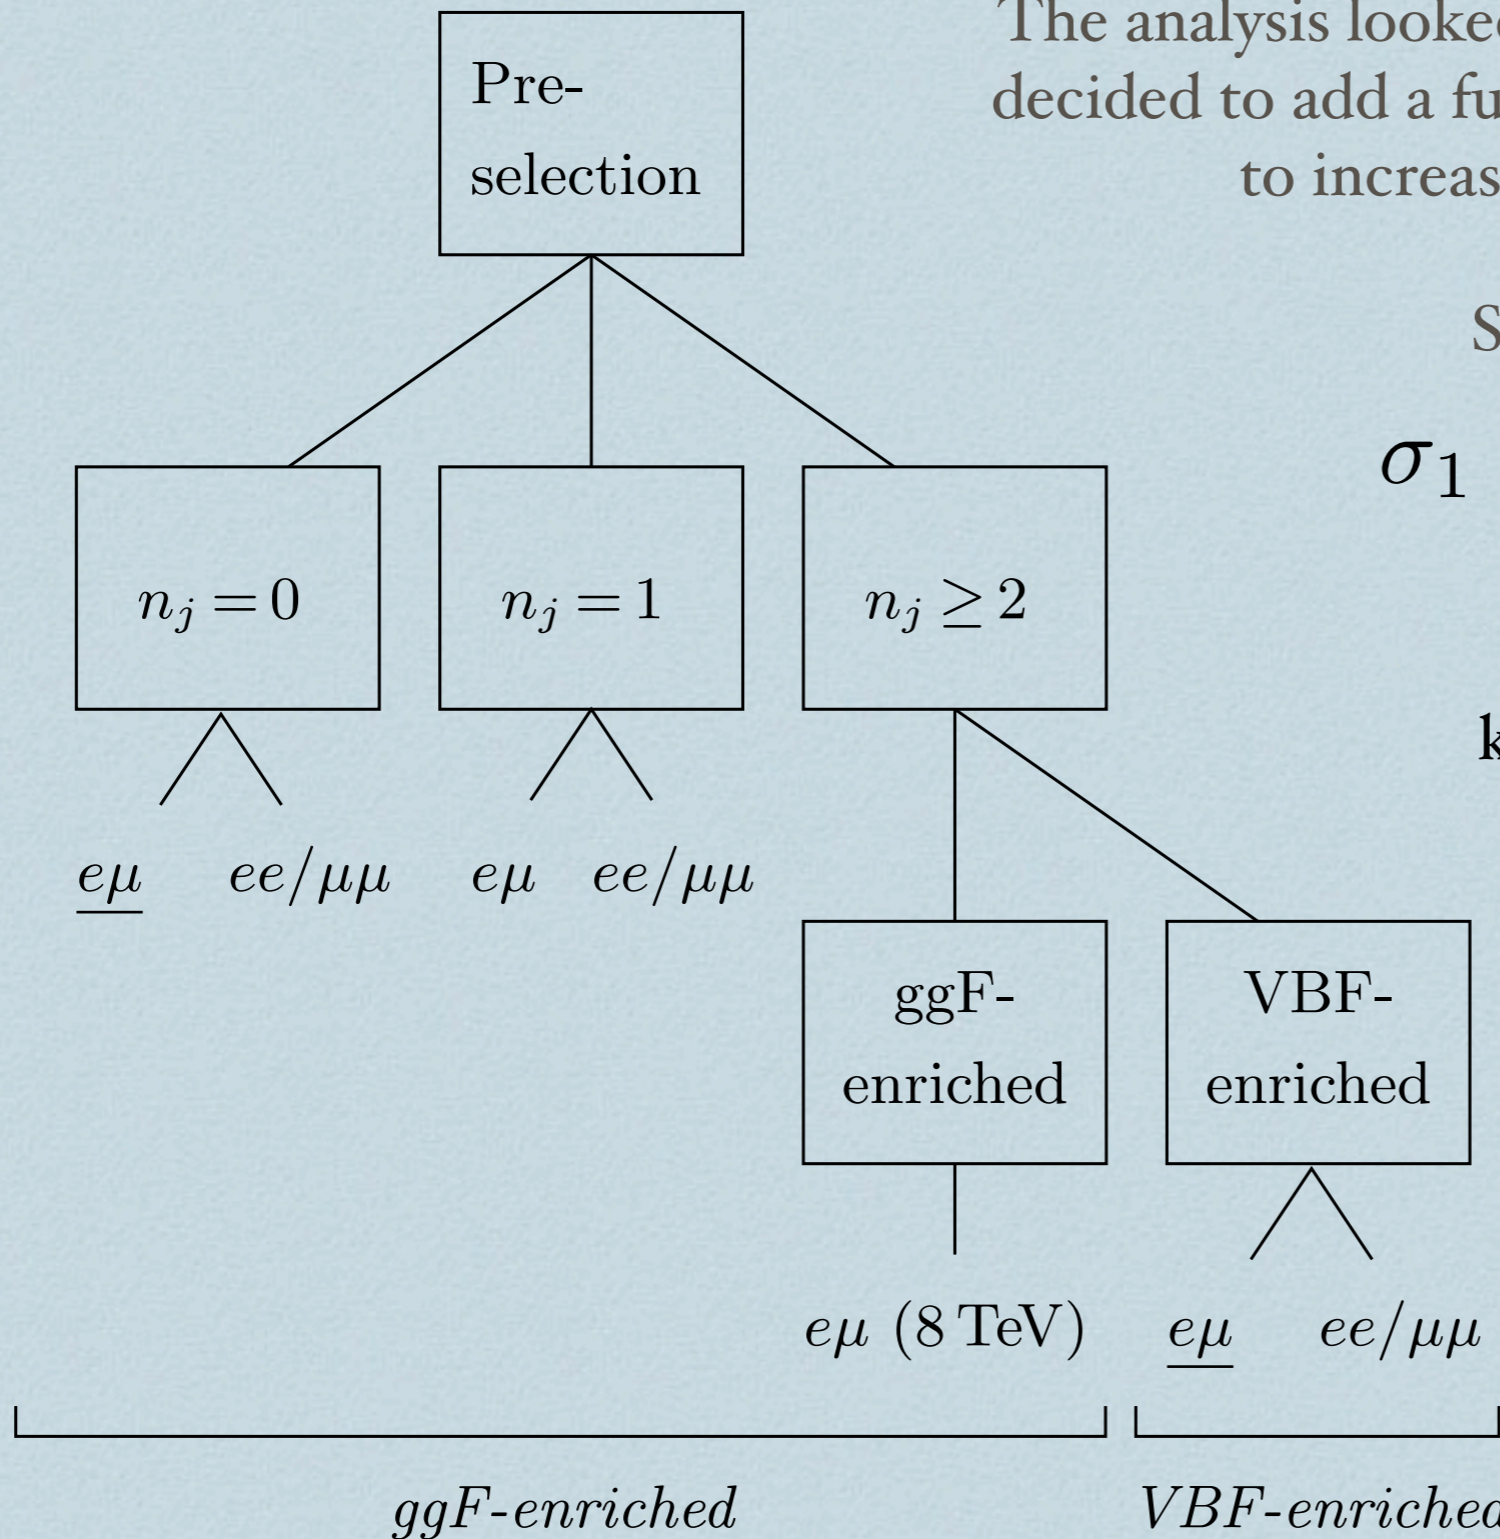 The analysis looked
decided to add a fu
to increas
S
Pre-
selection
σ₁
n_j = 0
n_j = 1
n_j ≥ 2
k
eμ ee/μμ eμ ee/μμ
ggF-
enriched
VBF-
enriched
eμ (8 TeV)
eμ ee/μμ
ggF-enriched
VBF-enriched